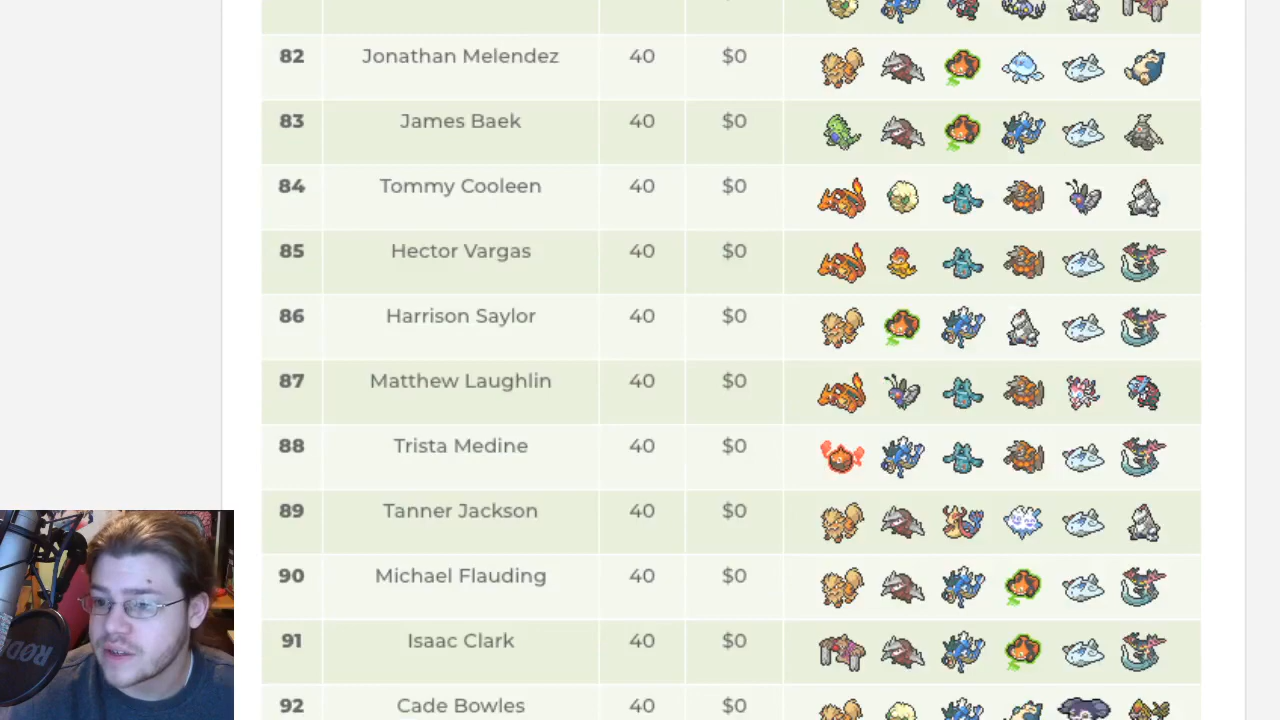 82 Jonathan Melendez 40 $0
83 James Baek 40 $0
84 Tommy Cooleen 40 $0
85 Hector Vargas 40 $0
86 Harrison Saylor 40 $0
87 Matthew Laughlin 40 $0
88 Trista Medine 40 $0
89 Tanner Jackson 40 $0
90 Michael Flauding 40 $0
91 Isaac Clark 40 $0
92 Cade Bowles 40 $0
RODE